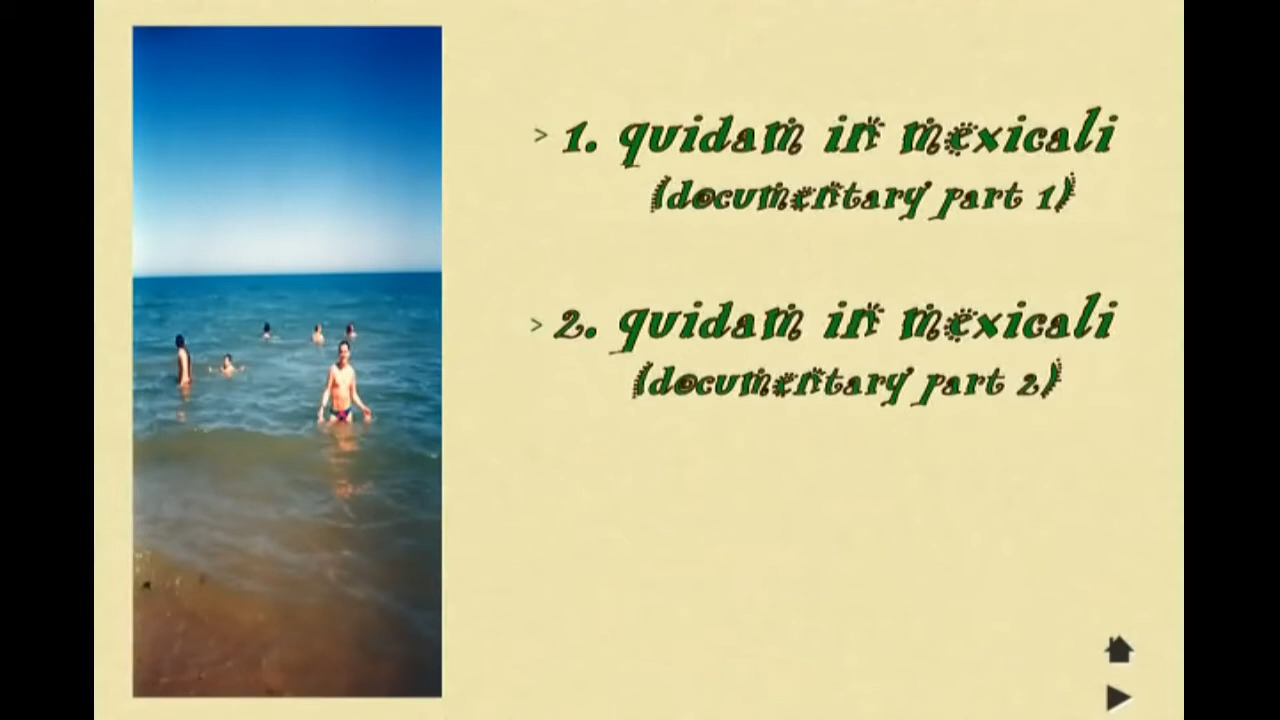 > 1. quidam in mexicali
(documentary part 1)
> 2. quidam in mexicali
(documentary part 2)